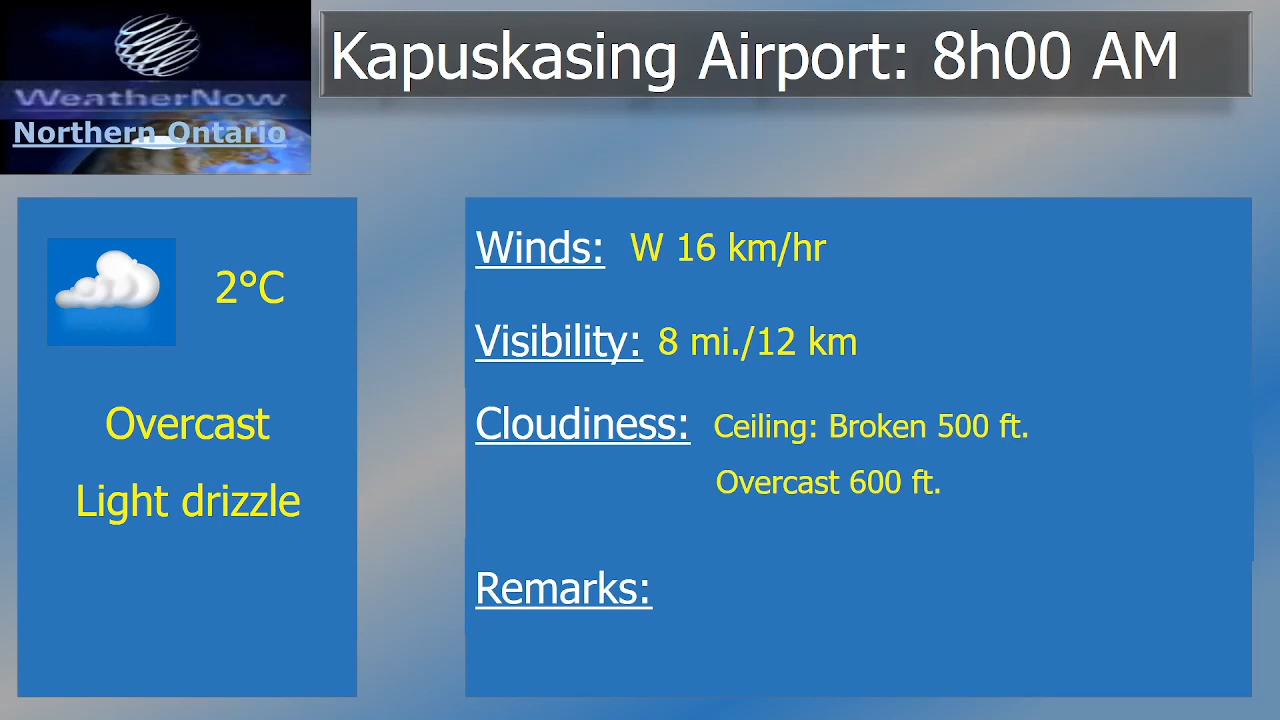 WeatherNow
Northern Ontario
Kapuskasing Airport: 8h00 AM
2°C
Overcast
Light drizzle
Winds: W 16 km/hr
Visibility: 8 mi./12 km
Cloudiness: Ceiling: Broken 500 ft.
Overcast 600 ft.
Remarks: